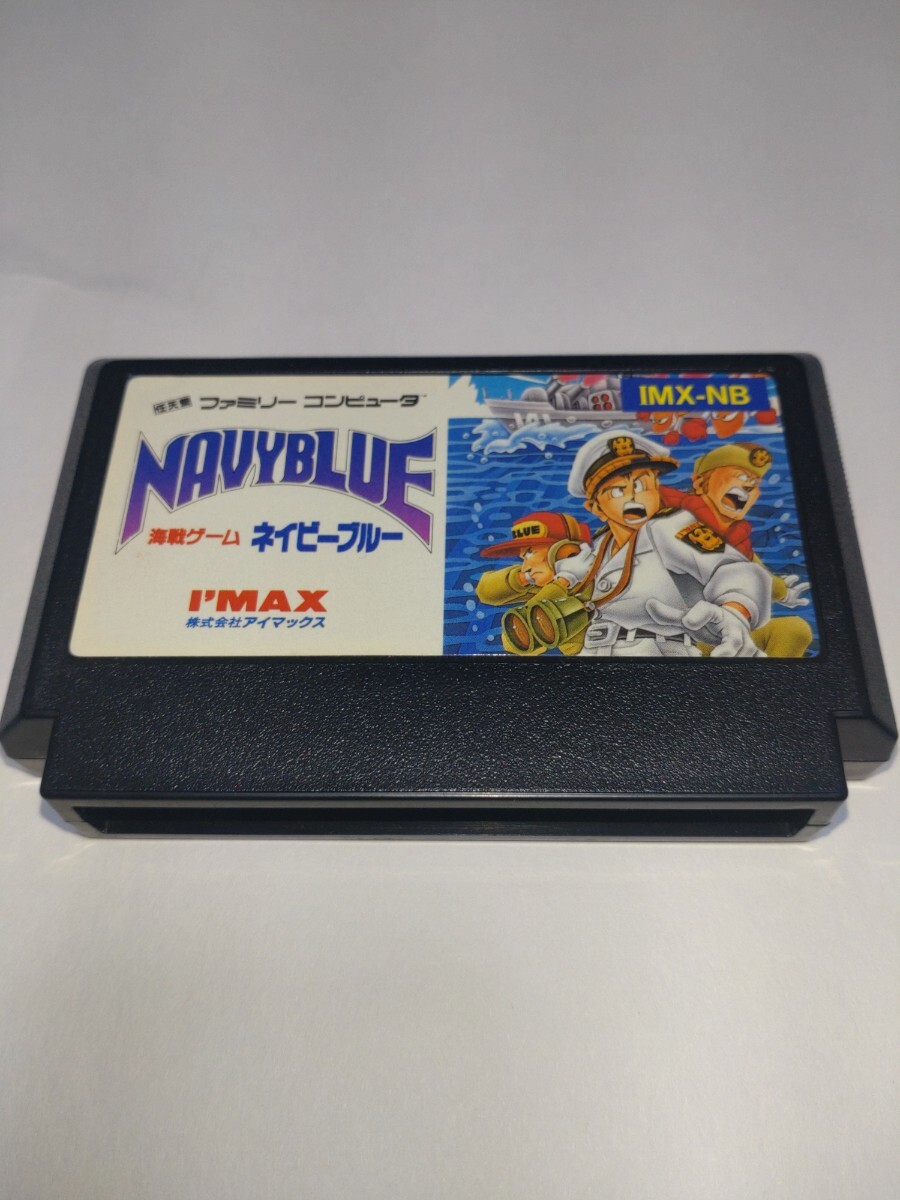 任天堂 ファミリー コンピュータ™
NAVYBLUE
海戦ゲーム ネイビーブルー
I'MAX
株式会社アイマックス
IMX-NB
BLUE